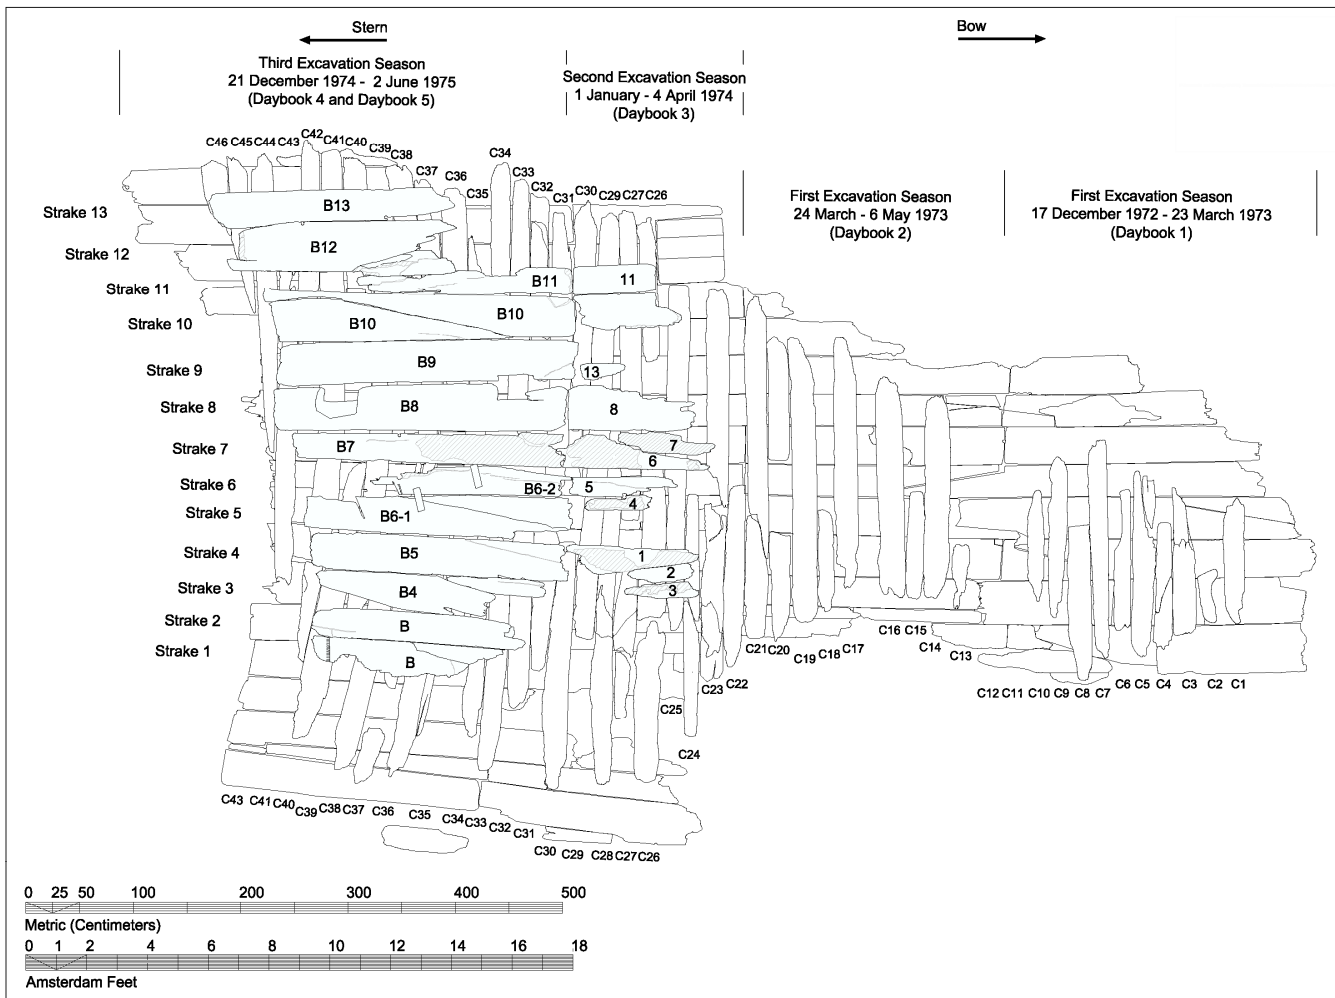 Stern
Bow
Third Excavation Season
21 December 1974 - 2 June 1975
(Daybook 4 and Daybook 5)
Second Excavation Season
1 January - 4 April 1974
(Daybook 3)
First Excavation Season
24 March - 6 May 1973
(Daybook 2)
First Excavation Season
17 December 1972 - 23 March 1973
(Daybook 1)
C46 C45 C44 C43 C42 C41 C40 C39 C38 C37 C36 C35 C34 C33 C32 C31 C30 C29 C27 C26
Strake 13
B13
Strake 12
B12
Strake 11
B11
11
Strake 10
B10
B10
Strake 9
B9
13
Strake 8
B8
8
Strake 7
B7
7
6
Strake 6
B6-2
5
Strake 5
B6-1
4
Strake 4
B5
1
2
Strake 3
B4
3
Strake 2
B
Strake 1
B
C25
C24
C23
C22
C21 C20 C19 C18 C17 C16 C15 C14 C13 C12 C11 C10 C9 C8 C7 C6 C5 C4 C3 C2 C1
C43 C41 C40 C39 C38 C37 C36 C35 C34 C33 C32 C31 C30 C29 C28 C27 C26
0 25 50 100 200 300 400 500
Metric (Centimeters)
0 1 2 4 6 8 10 12 14 16 18
Amsterdam Feet